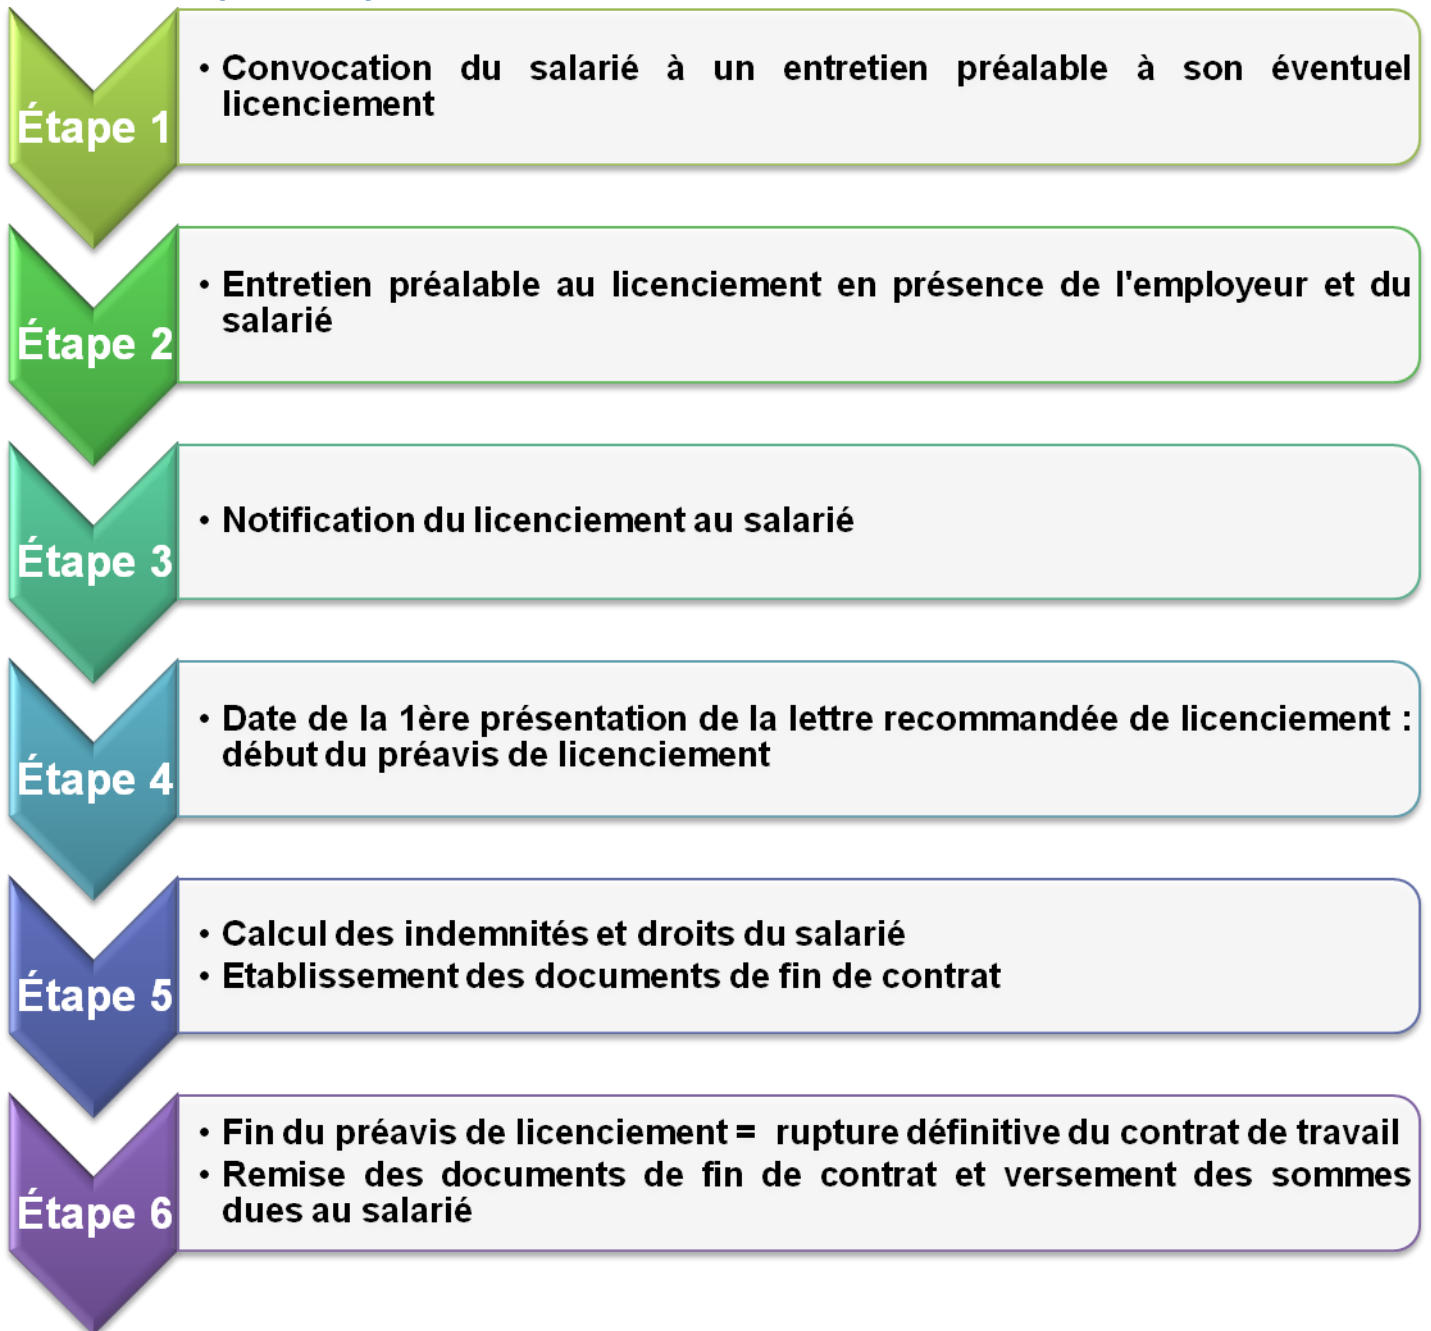 Étape 1
• Convocation du salarié à un entretien préalable à son éventuel
licenciement
Étape 2
• Entretien préalable au licenciement en présence de l'employeur et du
salarié
Étape 3
• Notification du licenciement au salarié
Étape 4
• Date de la 1ère présentation de la lettre recommandée de licenciement :
début du préavis de licenciement
Étape 5
• Calcul des indemnités et droits du salarié
• Etablissement des documents de fin de contrat
Étape 6
• Fin du préavis de licenciement = rupture définitive du contrat de travail
• Remise des documents de fin de contrat et versement des sommes
dues au salarié